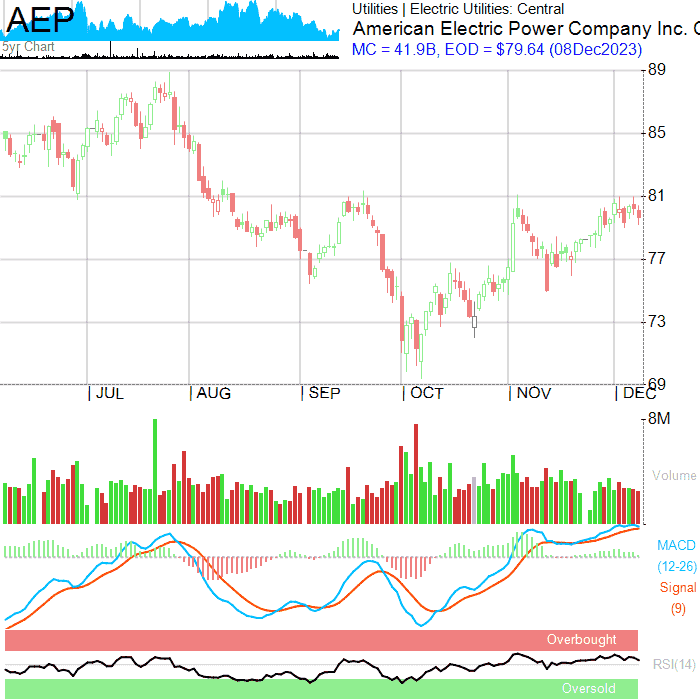 AEP
5yr Chart
Utilities | Electric Utilities: Central
American Electric Power Company Inc. C
MC = 41.9B, EOD = $79.64 (08Dec2023)
89
85
81
77
73
69
| JUL | AUG | SEP | OCT | NOV | DEC
8M
Volume
MACD
(12-26)
Signal
(9)
Overbought
RSI(14)
Oversold